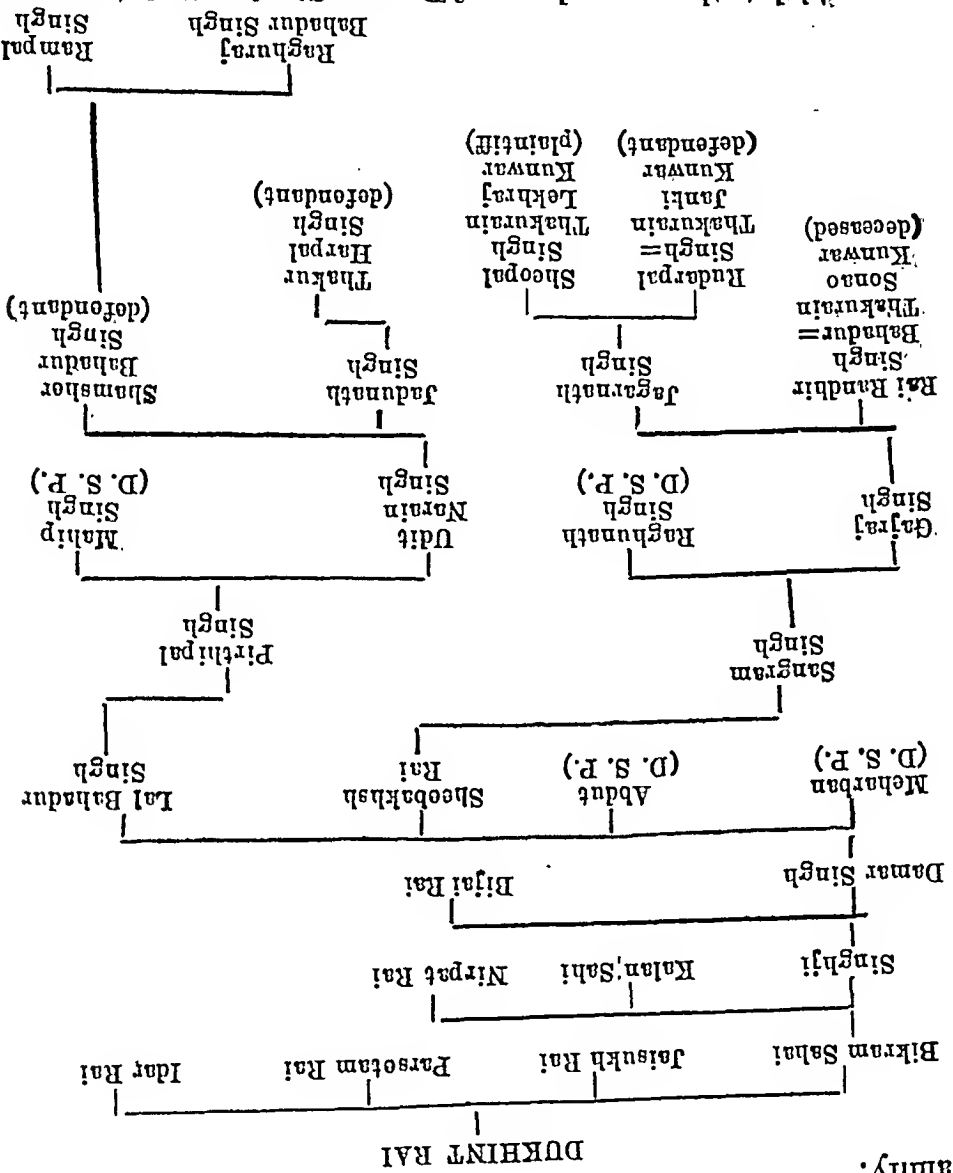 amily.
DUKHINT RAI
Bikram Sahai Jaisukh Rai Parsotam Rai Idar Rai
Singhji Kalan Sahi Nirpat Rai
Damar Singh Bijai Rai
Meharban Abdut Sheobakhsh Lal Bahadur
(D. S. P.) (D. S. P.) Rai Singh
Sangram Pirthipal
Singh Singh
Gajraj Raghunath Udit Mahip
Singh Singh Narain Singh
(D. S. P.) Singh (D. S. P.)
Rai Randhir Jagarnath Jadunath Shamsher
Singh Singh Singh Bahadur
Bahadur= Singh
Thakurain (defendant)
Sonao
Kunwar
(deceased)
Rudarpal Sheopal Thakur
Singh= Singh Harpal
Thakurain Thakurain Singh
Janki Lekhraj (defendant)
Kunwar Kunwar
(defendant) (plaintiff)
Raghuraj Rampal
Bahadur Singh Singh